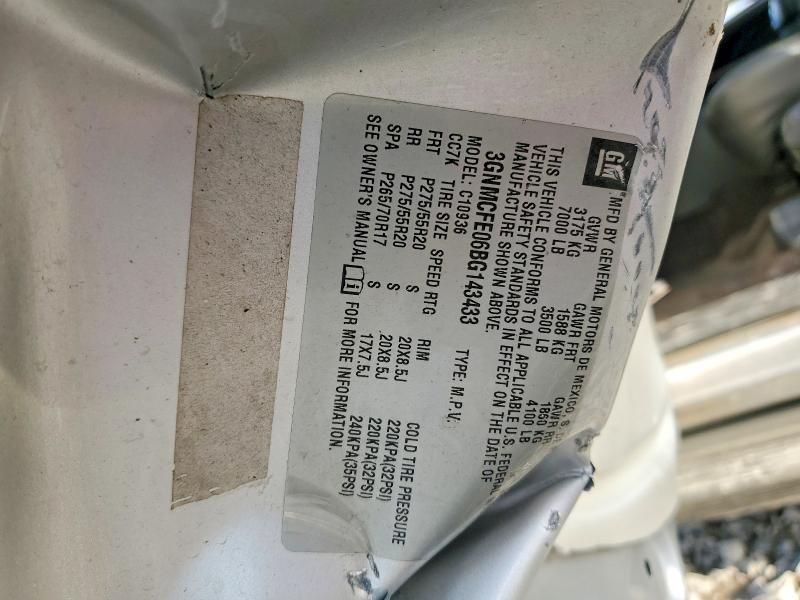 GM
® MFD BY GENERAL MOTORS DE MEXICO, S.
GVWR GAWR FRT GAWR RR
3175 KG 1588 KG 1850 KG
7000 LB 3500 LB 4100 LB
THIS VEHICLE CONFORMS TO ALL APPLICABLE U.S. FEDERAL
VEHICLE SAFETY STANDARDS IN EFFECT ON THE DATE OF
MANUFACTURE SHOWN ABOVE.
3GNMCFE06BG143433 TYPE: M.P.V.
MODEL: C10936
CC7K TIRE SIZE SPEED RTG RIM COLD TIRE PRESSURE
FRT P275/55R20 S 20X8.5J 220KPA(32PSI)
RR P275/55R20 S 20X8.5J 220KPA(32PSI)
SPA P265/70R17 S 17X7.5J 240KPA(35PSI)
SEE OWNER'S MANUAL i FOR MORE INFORMATION.